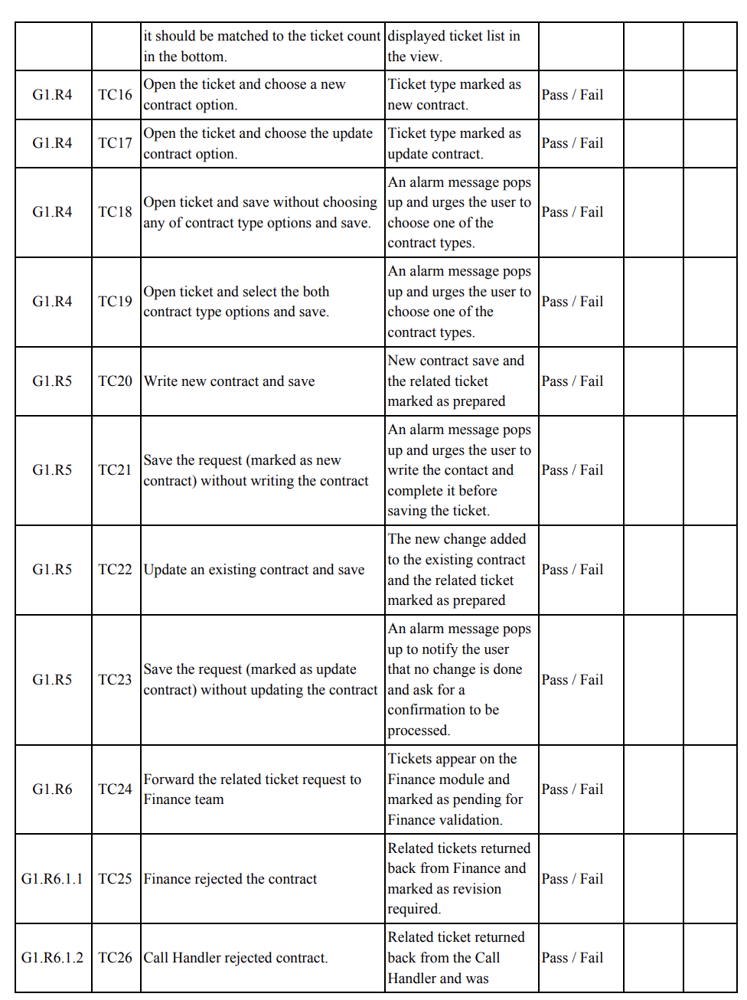 it should be matched to the ticket count
in the bottom.
displayed ticket list in
the view.
G1.R4
TC16
Open the ticket and choose a new
contract option.
Ticket type marked as
new contract.
Pass / Fail
G1.R4
TC17
Open the ticket and choose the update
contract option.
Ticket type marked as
update contract.
Pass / Fail
G1.R4
TC18
Open ticket and save without choosing
any of contract type options and save.
An alarm message pops
up and urges the user to
choose one of the
contract types.
Pass / Fail
G1.R4
TC19
Open ticket and select the both
contract type options and save.
An alarm message pops
up and urges the user to
choose one of the
contract types.
Pass / Fail
G1.R5
TC20
Write new contract and save
New contract save and
the related ticket
marked as prepared
Pass / Fail
G1.R5
TC21
Save the request (marked as new
contract) without writing the contract
An alarm message pops
up and urges the user to
write the contact and
complete it before
saving the ticket.
Pass / Fail
G1.R5
TC22
Update an existing contract and save
The new change added
to the existing contract
and the related ticket
marked as prepared
Pass / Fail
G1.R5
TC23
Save the request (marked as update
contract) without updating the contract
An alarm message pops
up to notify the user
that no change is done
and ask for a
confirmation to be
processed.
Pass / Fail
G1.R6
TC24
Forward the related ticket request to
Finance team
Tickets appear on the
Finance module and
marked as pending for
Finance validation.
Pass / Fail
G1.R6.1.1
TC25
Finance rejected the contract
Related tickets returned
back from Finance and
marked as revision
required.
Pass / Fail
G1.R6.1.2
TC26
Call Handler rejected contract.
Related ticket returned
back from the Call
Handler and was
Pass / Fail